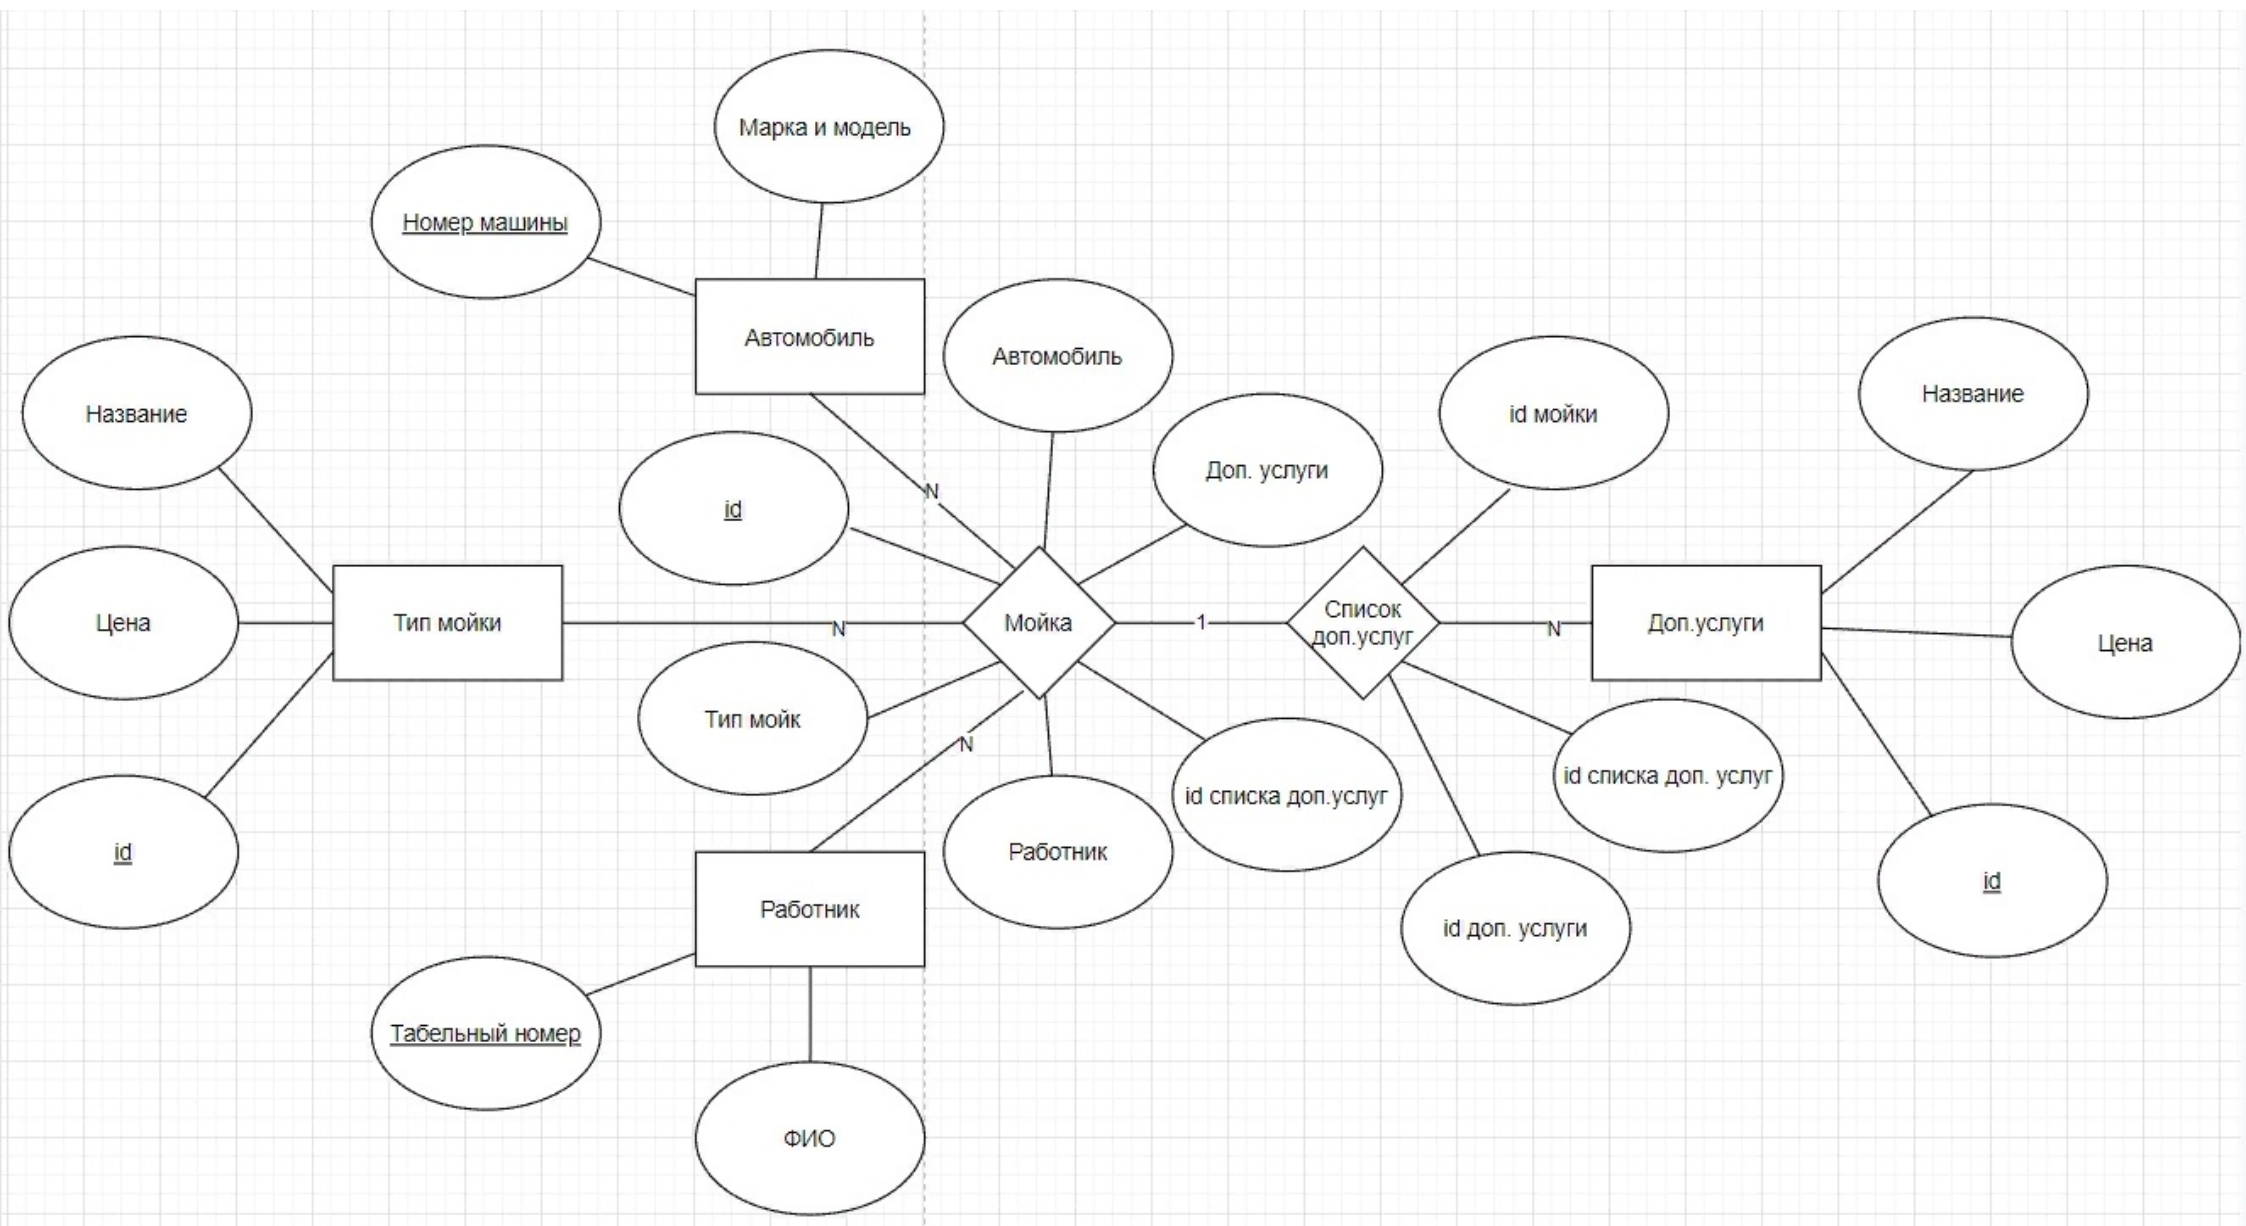 Марка и модель
Номер машины
Автомобиль
Автомобиль
Название
Название
id мойки
Доп. услуги
N
id
Тип мойки
Цена
N
Мойка
1
Список
доп.услуг
N
Доп.услуги
Цена
Тип мойк
N
id списка доп.услуг
id списка доп. услуг
id
Работник
id
Работник
id доп. услуги
Табельный номер
ФИО